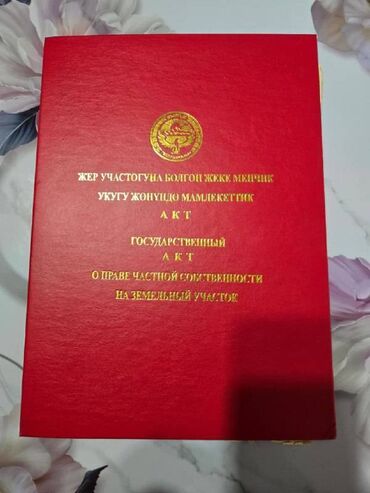 ЖЕР УЧАСТОГУНА БОЛГОН ЖЕКЕ МЕНЧИК
УКУГУ ЖӨНҮНДӨ МАМЛЕКЕТТИК
А К Т
ГОСУДАРСТВЕННЫЙ
А К Т
О ПРАВЕ ЧАСТНОЙ СОБСТВЕННОСТИ
НА ЗЕМЕЛЬНЫЙ УЧАСТОК